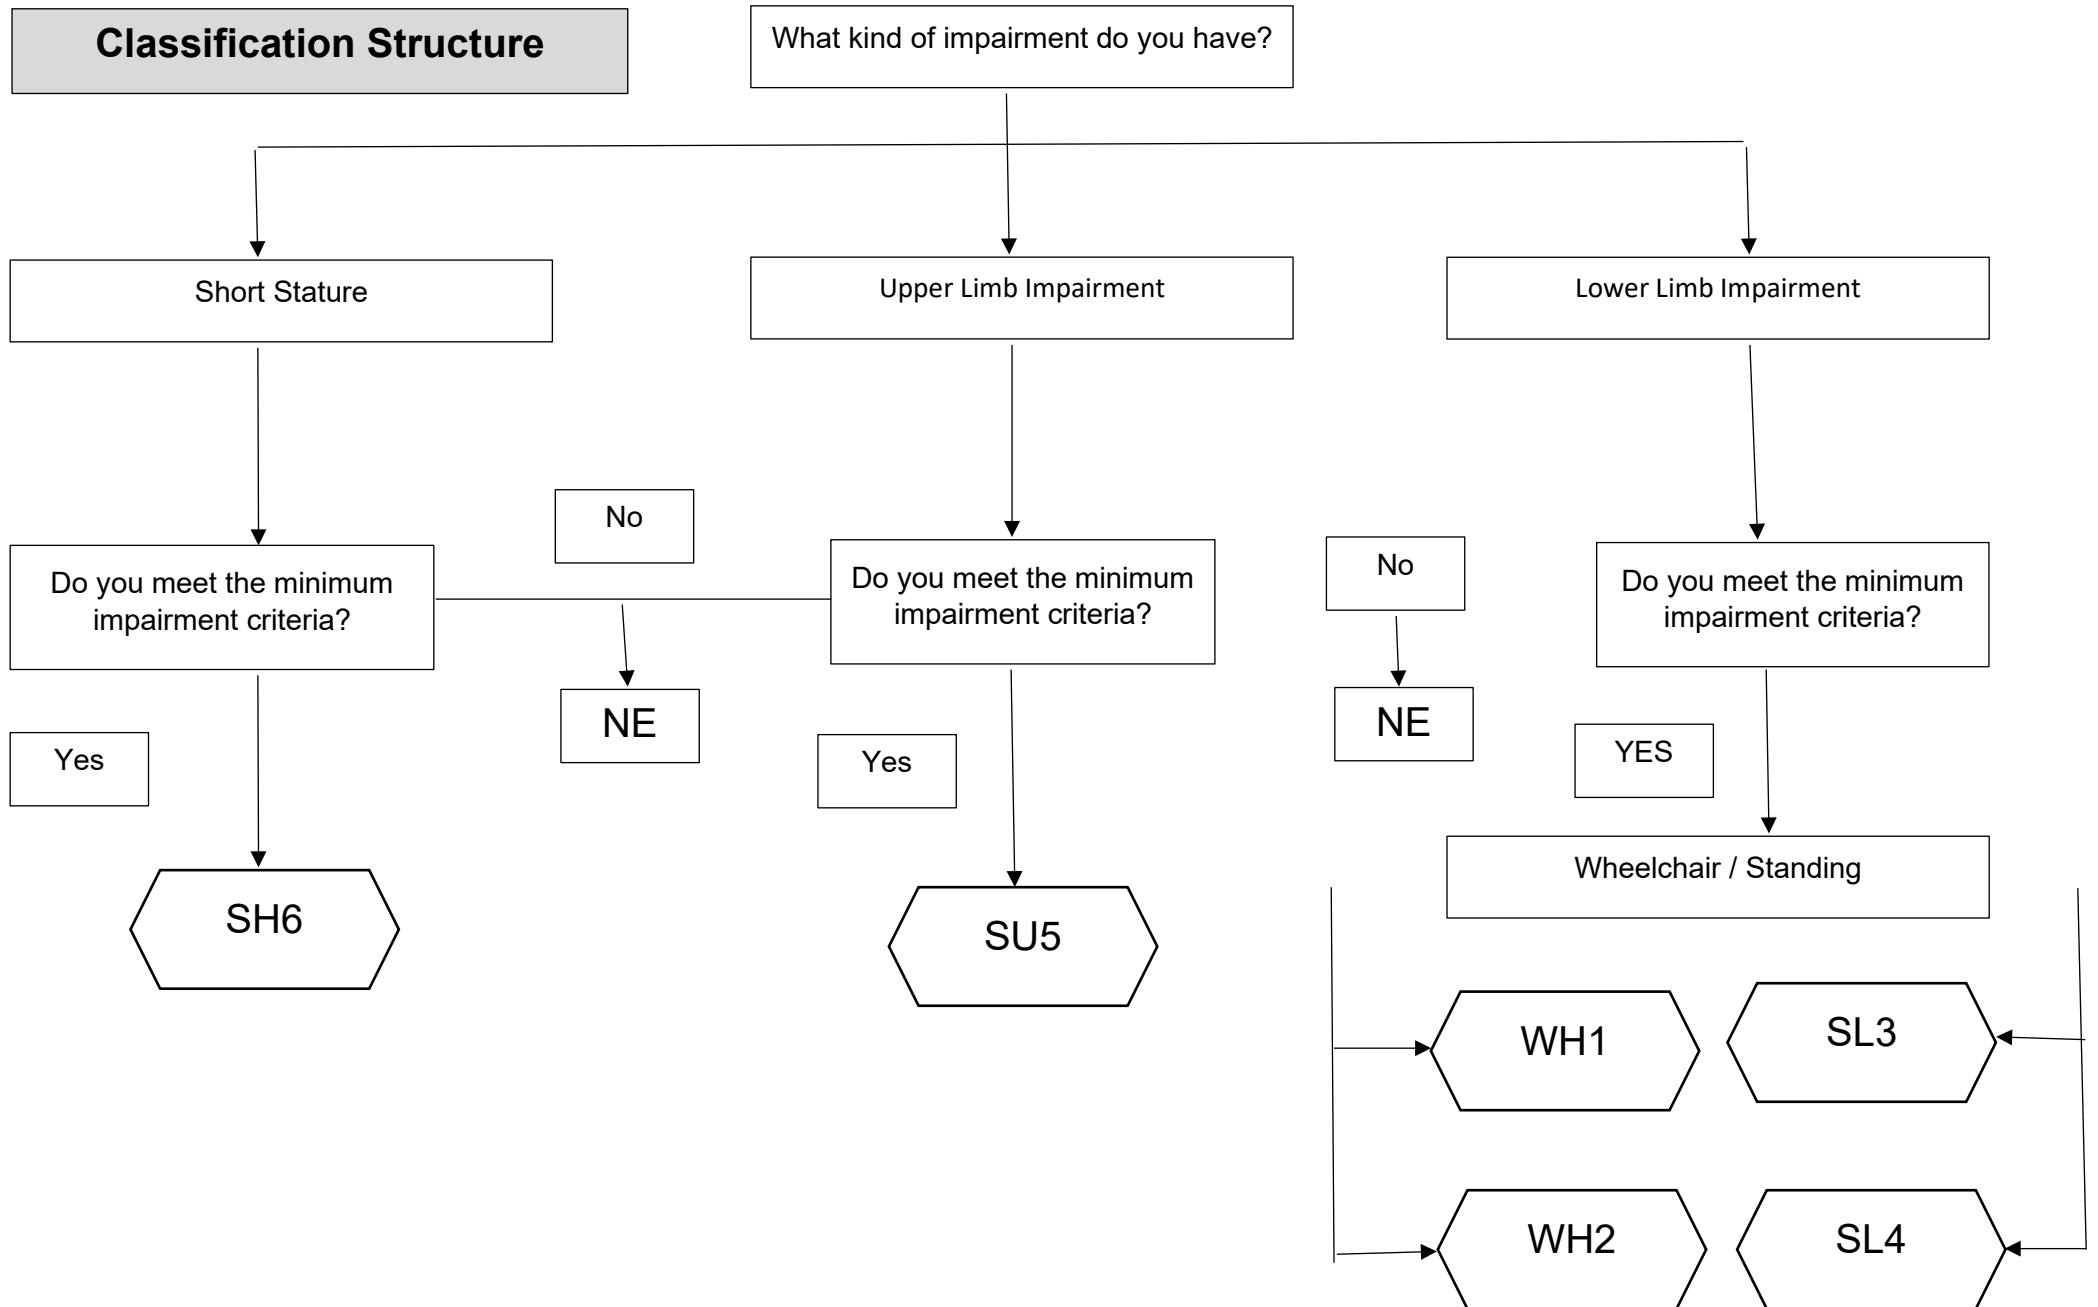 Classification Structure
What kind of impairment do you have?
Short Stature
Upper Limb Impairment
Lower Limb Impairment
No
No
Do you meet the minimum
impairment criteria?
Do you meet the minimum
impairment criteria?
Do you meet the minimum
impairment criteria?
NE
NE
Yes
Yes
YES
Wheelchair / Standing
SH6
SU5
WH1
SL3
WH2
SL4